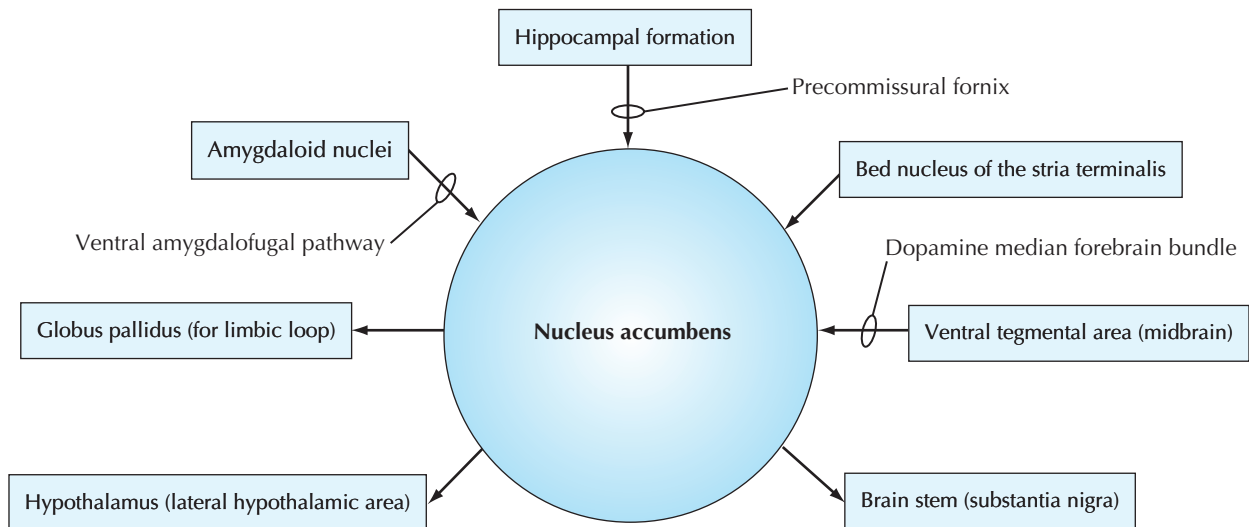 Hippocampal formation
Precommissural fornix
Amygdaloid nuclei
Bed nucleus of the stria terminalis
Ventral amygdalofugal pathway
Dopamine median forebrain bundle
Globus pallidus (for limbic loop)
Nucleus accumbens
Ventral tegmental area (midbrain)
Hypothalamus (lateral hypothalamic area)
Brain stem (substantia nigra)